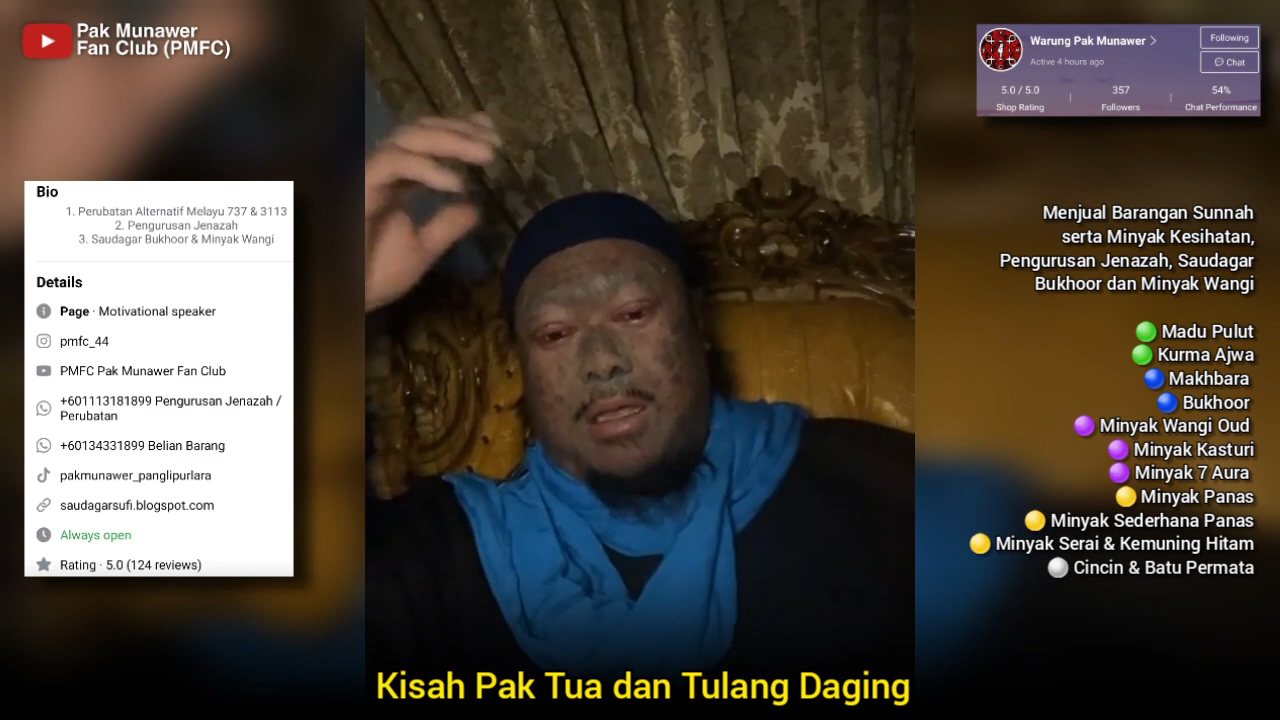 Pak Munawer
Fan Club (PMFC)
Bio
1. Perubatan Alternatif Melayu 737 & 3113
2. Pengurusan Jenazah
3. Saudagar Bukhoor & Minyak Wangi
Details
Page · Motivational speaker
pmfc_44
PMFC Pak Munawer Fan Club
+601113181899 Pengurusan Jenazah /
Perubatan
+60134331899 Belian Barang
pakmunawer_panglipurlara
saudagarsufi.blogspot.com
Always open
Rating · 5.0 (124 reviews)
Warung Pak Munawer >
Following
Active 4 hours ago
Chat
5.0 / 5.0 | 357 | 54%
Shop Rating Followers Chat Performance
Menjual Barangan Sunnah
serta Minyak Kesihatan,
Pengurusan Jenazah, Saudagar
Bukhoor dan Minyak Wangi
Madu Pulut
Kurma Ajwa
Makhbara
Bukhoor
Minyak Wangi Oud
Minyak Kasturi
Minyak 7 Aura
Minyak Panas
Minyak Sederhana Panas
Minyak Serai & Kemuning Hitam
Cincin & Batu Permata
Kisah Pak Tua dan Tulang Daging